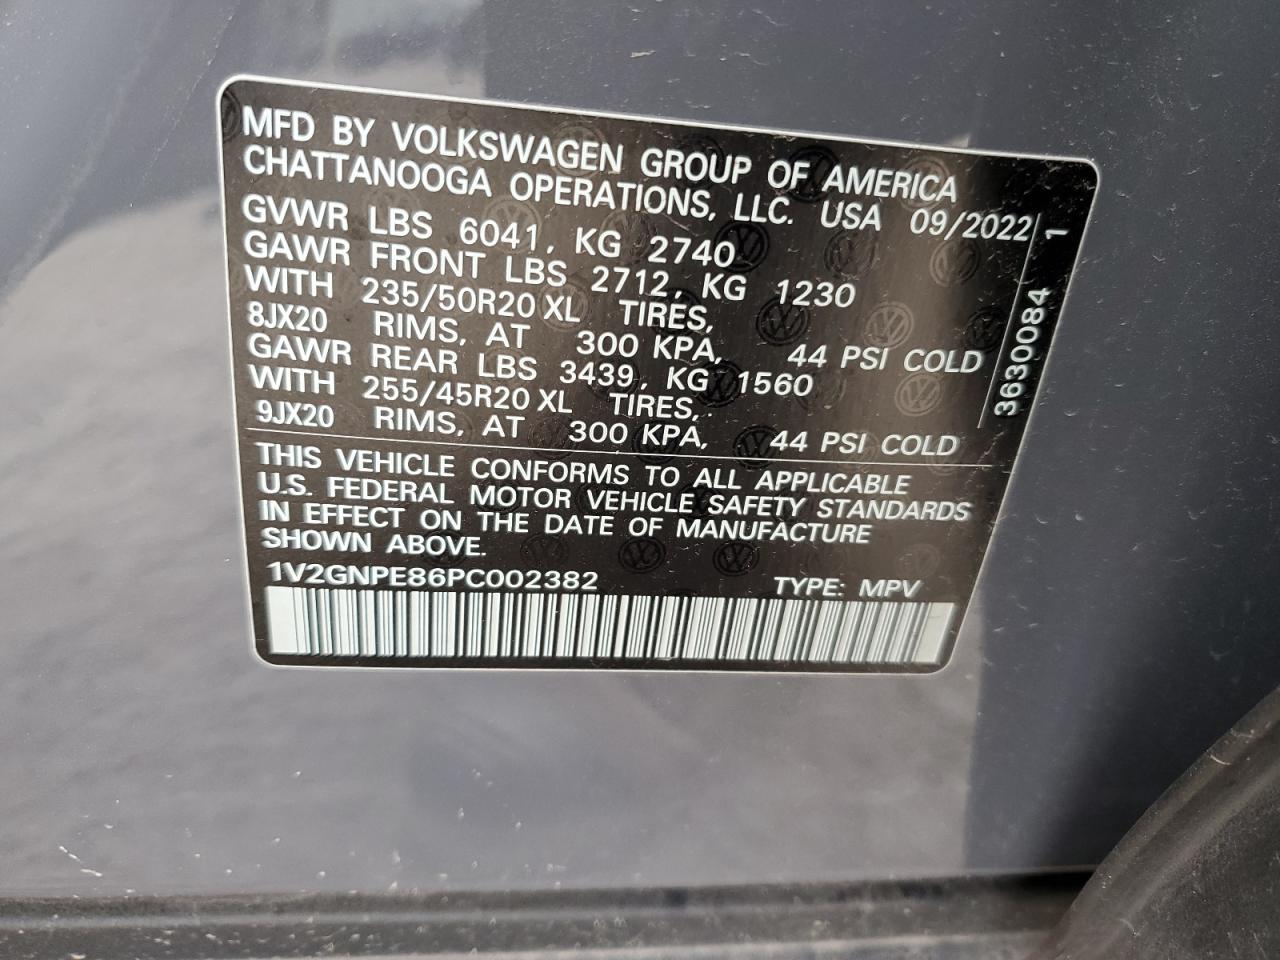 MFD BY VOLKSWAGEN GROUP OF AMERICA
CHATTANOOGA OPERATIONS, LLC. USA 09/2022
GVWR LBS 6041, KG 2740
GAWR FRONT LBS 2712, KG 1230
WITH 235/50R20 XL TIRES,
8JX20 RIMS, AT 300 KPA, 44 PSI COLD
GAWR REAR LBS 3439, KG 1560
WITH 255/45R20 XL TIRES,
9JX20 RIMS, AT 300 KPA, 44 PSI COLD
THIS VEHICLE CONFORMS TO ALL APPLICABLE
U.S. FEDERAL MOTOR VEHICLE SAFETY STANDARDS
IN EFFECT ON THE DATE OF MANUFACTURE
SHOWN ABOVE.
1V2GNPE86PC002382 TYPE: MPV
3630084 1